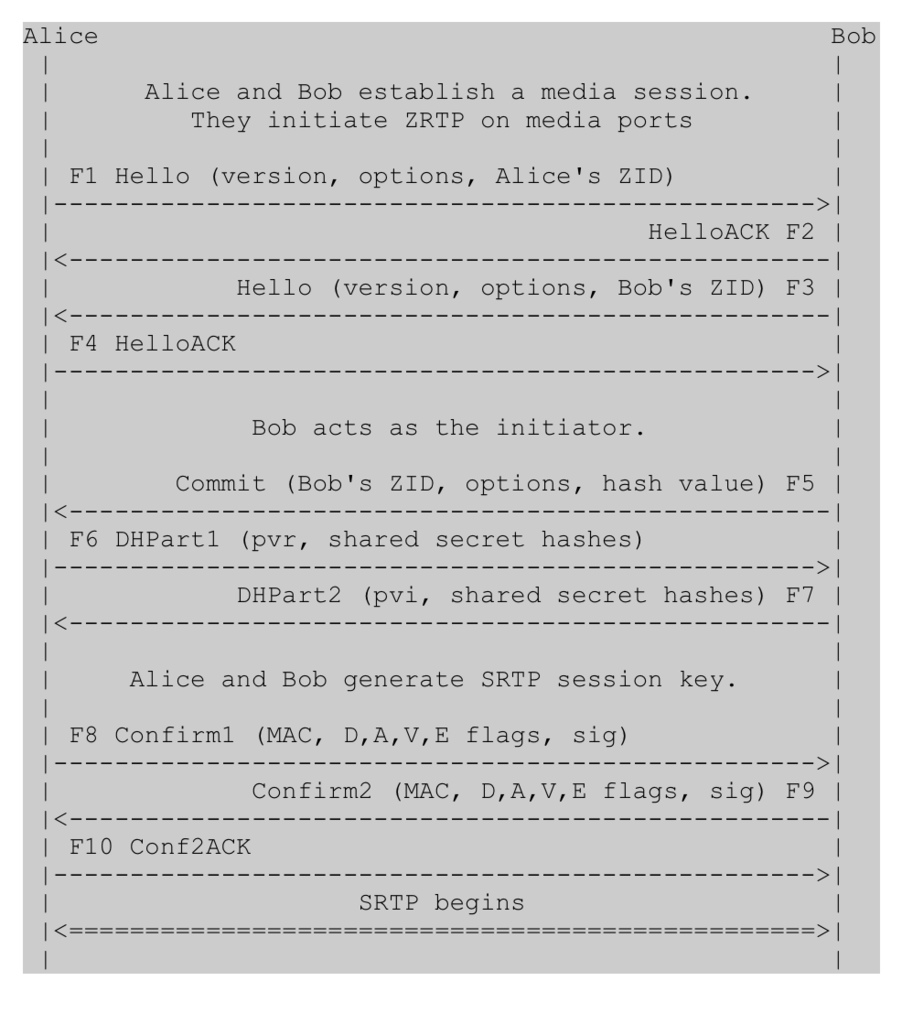 Alice Bob
Alice and Bob establish a media session.
They initiate ZRTP on media ports
F1 Hello (version, options, Alice's ZID)
HelloACK F2
Hello (version, options, Bob's ZID) F3
F4 HelloACK
Bob acts as the initiator.
Commit (Bob's ZID, options, hash value) F5
F6 DHPart1 (pvr, shared secret hashes)
DHPart2 (pvi, shared secret hashes) F7
Alice and Bob generate SRTP session key.
F8 Confirm1 (MAC, D,A,V,E flags, sig)
Confirm2 (MAC, D,A,V,E flags, sig) F9
F10 Conf2ACK
SRTP begins